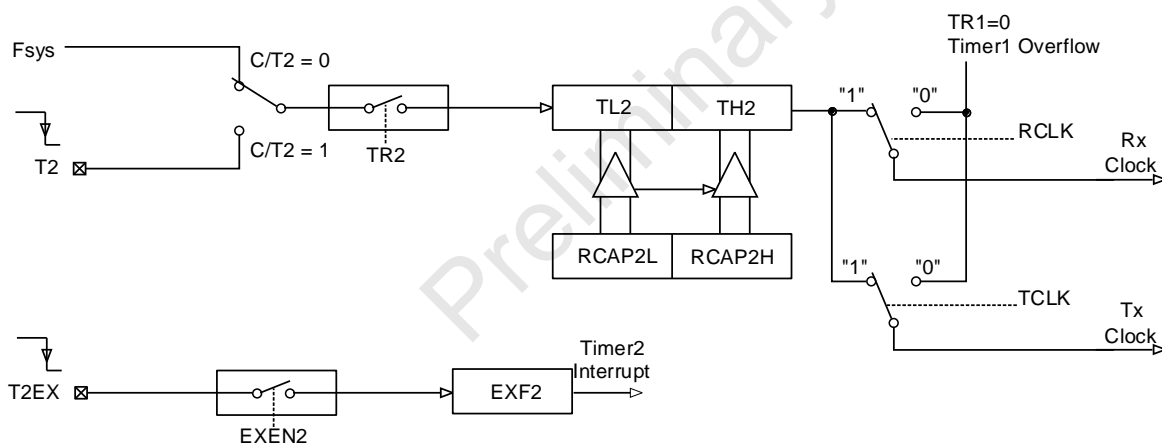 TR1=0
Timer1 Overflow
Fsys
C/T2 = 0
TL2
TH2
"1"
"0"
RCLK
Rx
Clock
T2
C/T2 = 1
TR2
RCAP2L
RCAP2H
"1"
"0"
TCLK
Tx
Clock
T2EX
EXEN2
EXF2
Timer2
Interrupt
Preliminary